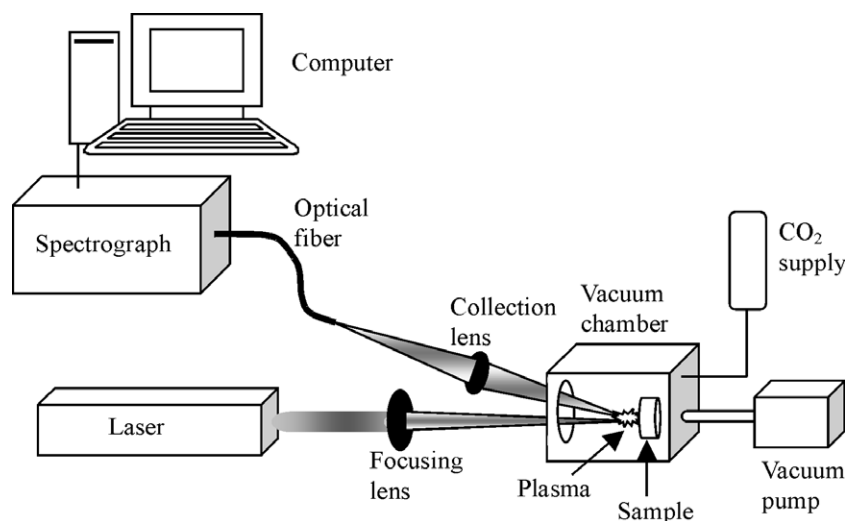 Computer
Optical
fiber
Spectrograph
CO₂
supply
Vacuum
chamber
Collection
lens
Laser
Focusing
lens
Plasma
Sample
Vacuum
pump